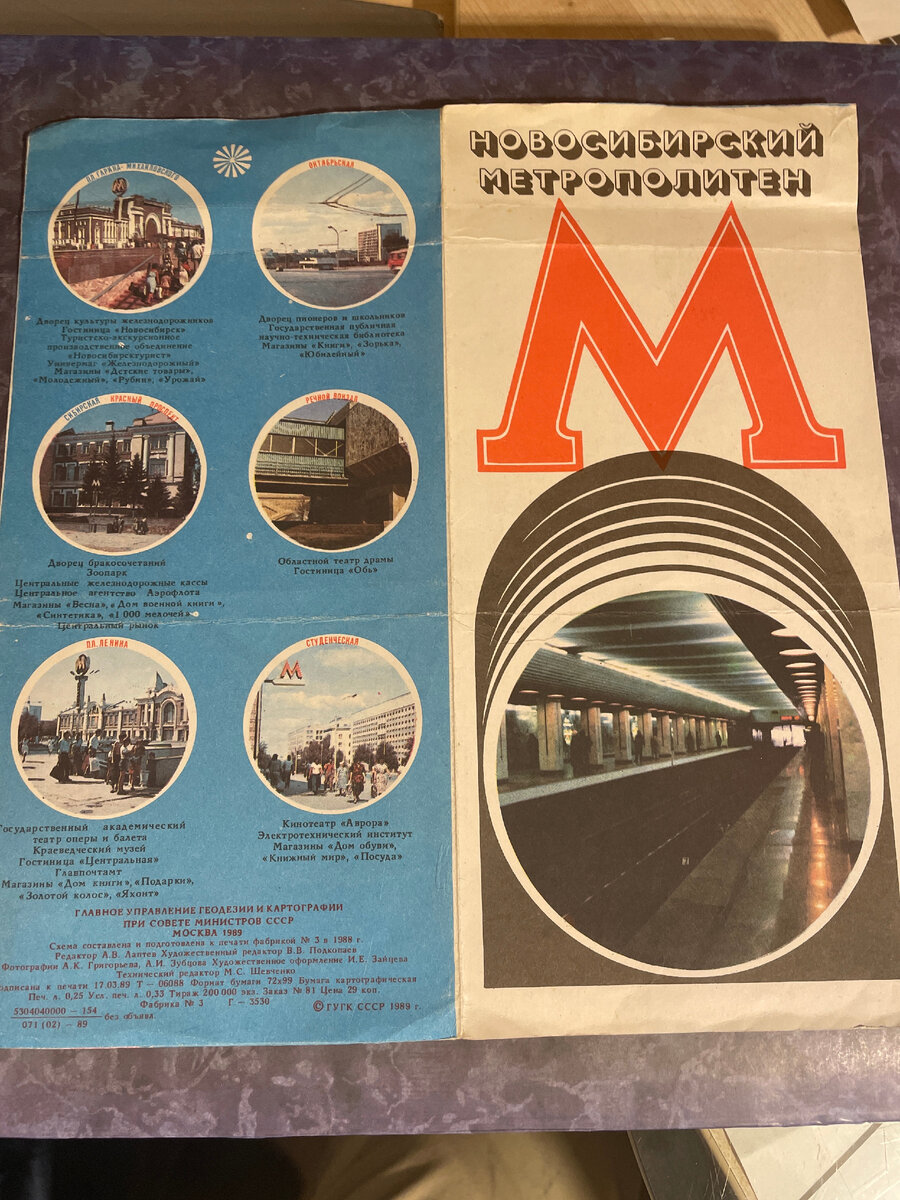 ПЛ. ГАРИНА-МИХАЙЛОВСКОГО
Дворец культуры железнодорожников
Гостиница «Новосибирск»
Туристско-экскурсионное
производственное объединение
«Новосибирсктурист»
Универмаг «Железнодорожный»
Магазины «Детские товары»,
«Молодежный», «Рубин», «Урожай»
ОКТЯБРЬСКАЯ
Дворец пионеров и школьников
Государственная публичная
научно-техническая библиотека
Магазины «Книги», «Зорька»,
«Юбилейный»
СИБИРСКАЯ КРАСНЫЙ ПРОСПЕКТ
Дворец бракосочетаний
Зоопарк
Центральные железнодорожные кассы
Центральное агентство Аэрофлота
Магазины «Весна», «Дом военной книги»,
«Синтетика», «1 000 мелочей»
Центральный рынок
РЕЧНОЙ ВОКЗАЛ
Областной театр драмы
Гостиница «Обь»
ПЛ. ЛЕНИНА
Государственный академический
театр оперы и балета
Краеведческий музей
Гостиница «Центральная»
Главпочтамт
Магазины «Дом книги», «Подарки»,
«Золотой колос», «Яхонт»
СТУДЕНЧЕСКАЯ
М
Кинотеатр «Аврора»
Электротехнический институт
Магазины «Дом обуви»,
«Книжный мир», «Посуда»
ГЛАВНОЕ УПРАВЛЕНИЕ ГЕОДЕЗИИ И КАРТОГРАФИИ
ПРИ СОВЕТЕ МИНИСТРОВ СССР
МОСКВА 1989
Схема составлена и подготовлена к печати фабрикой № 3 в 1988 г.
Редактор А.В. Лаптев Художественный редактор В.В. Подкопаев
Фотографии А.К. Григорьева, А.И. Зубцова Художественное оформление И.Е. Зайцева
Технический редактор М.С. Шевченко
одписана к печати 17.03.89 Т – 06088 Формат бумаги 72х99 Бумага картографическая
Печ. л. 0,25 Усл. печ. л. 0,33 Тираж 200 000 экз. Заказ № 81 Цена 29 коп.
Фабрика № 3 Г – 3530
5304040000 – 154
071 (02) – 89
без объявл.
© ГУГК СССР 1989 г.
НОВОСИБИРСКИЙ
МЕТРОПОЛИТЕН
М